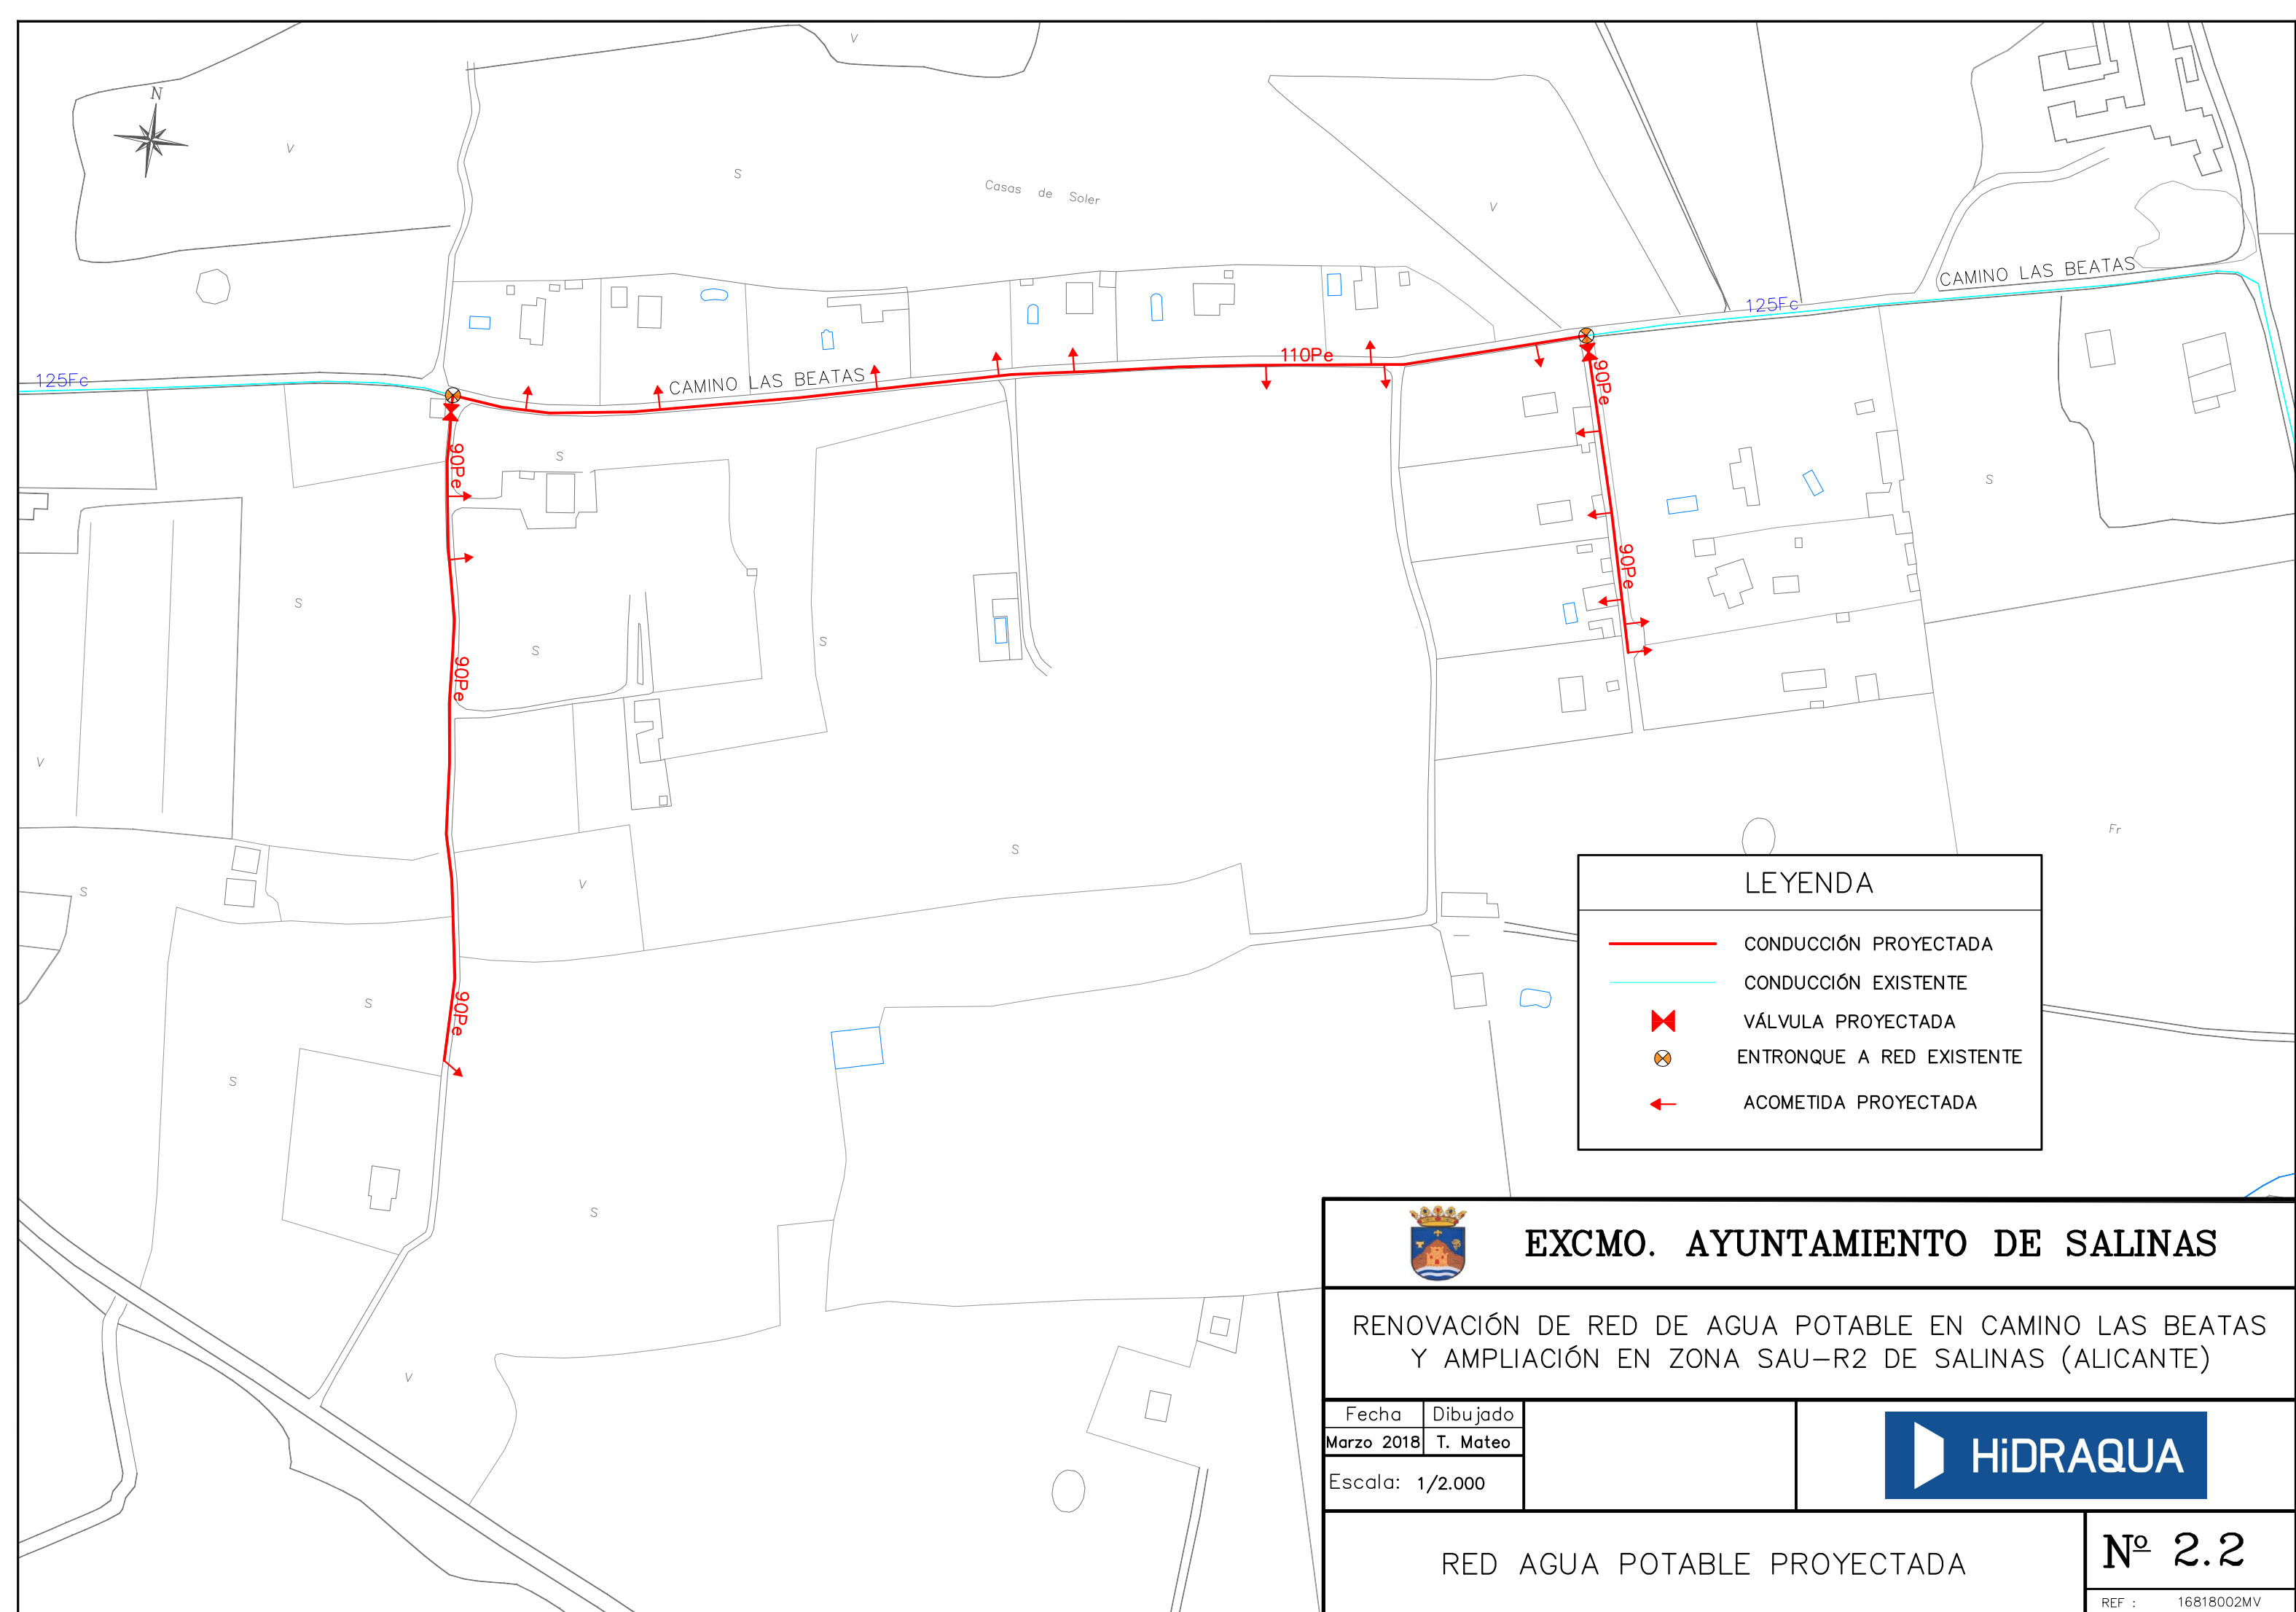 V
N
V
S
Casas de Soler
V
CAMINO LAS BEATAS
125Fc
110Pe
125Fc
CAMINO LAS BEATAS
90Pe
90Pe
S
S
90Pe
S
S
S
90Pe
V
S
Fr
S
V
S
LEYENDA
CONDUCCIÓN PROYECTADA
CONDUCCIÓN EXISTENTE
VÁLVULA PROYECTADA
ENTRONQUE A RED EXISTENTE
ACOMETIDA PROYECTADA
S
90Pe
S
S
V
EXCMO. AYUNTAMIENTO DE SALINAS
RENOVACIÓN DE RED DE AGUA POTABLE EN CAMINO LAS BEATAS
Y AMPLIACIÓN EN ZONA SAU-R2 DE SALINAS (ALICANTE)
Fecha Dibujado
Marzo 2018 T. Mateo
Escala: 1/2.000
HiDRAQUA
RED AGUA POTABLE PROYECTADA
Nº 2.2
REF : 16818002MV